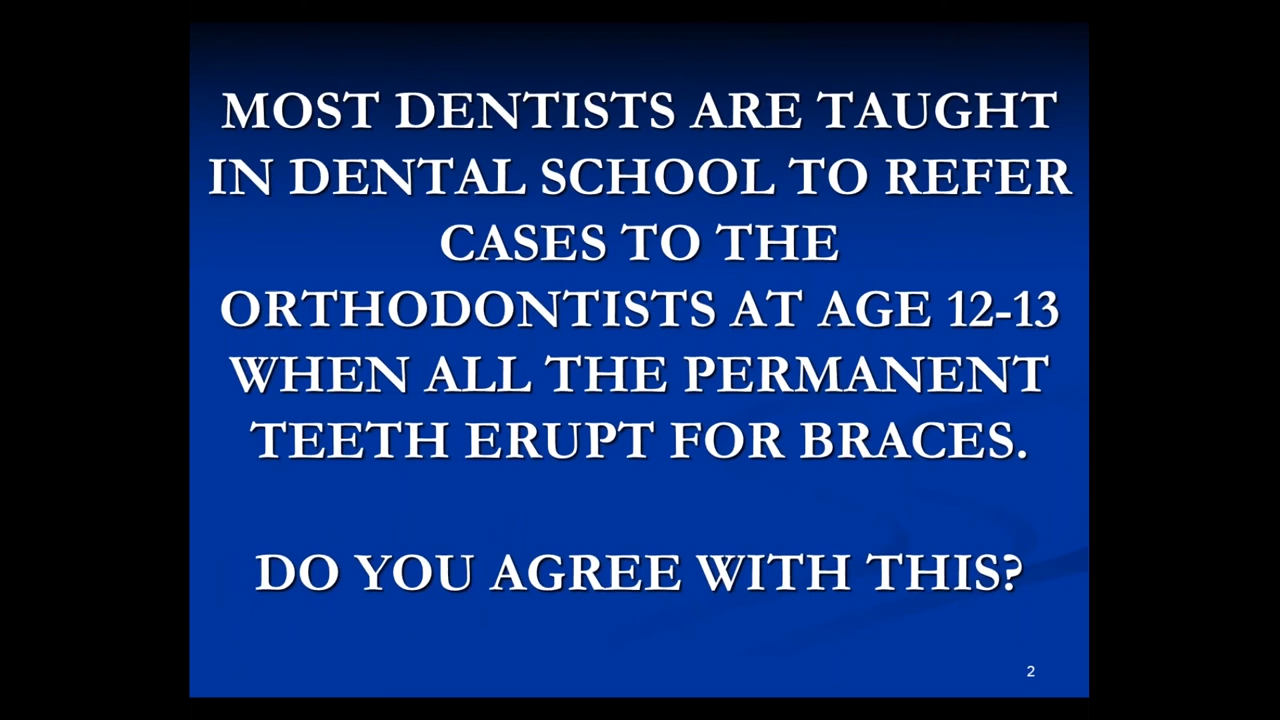 MOST DENTISTS ARE TAUGHT
IN DENTAL SCHOOL TO REFER
CASES TO THE
ORTHODONTISTS AT AGE 12-13
WHEN ALL THE PERMANENT
TEETH ERUPT FOR BRACES.
DO YOU AGREE WITH THIS?
2